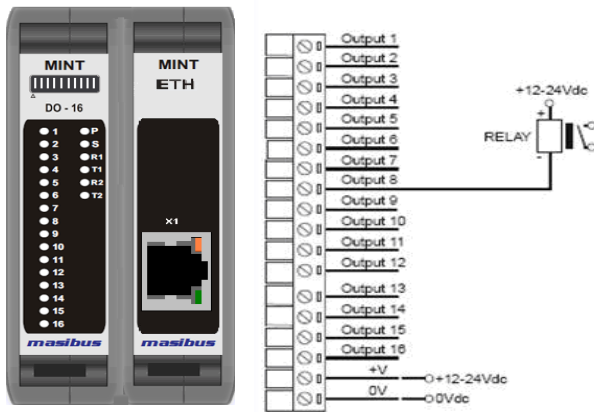 MINT
DO - 16
1 P
2 S
3 R1
4 T1
5 R2
6 T2
7
8
9
10
11
12
13
14
15
16
masibus
MINT
ETH
X1
masibus
Output 1
Output 2
Output 3
Output 4
Output 5
Output 6
Output 7
Output 8
Output 9
Output 10
Output 11
Output 12
Output 13
Output 14
Output 15
Output 16
+V
0V
+12-24Vdc
0Vdc
+12-24Vdc
+
RELAY
-